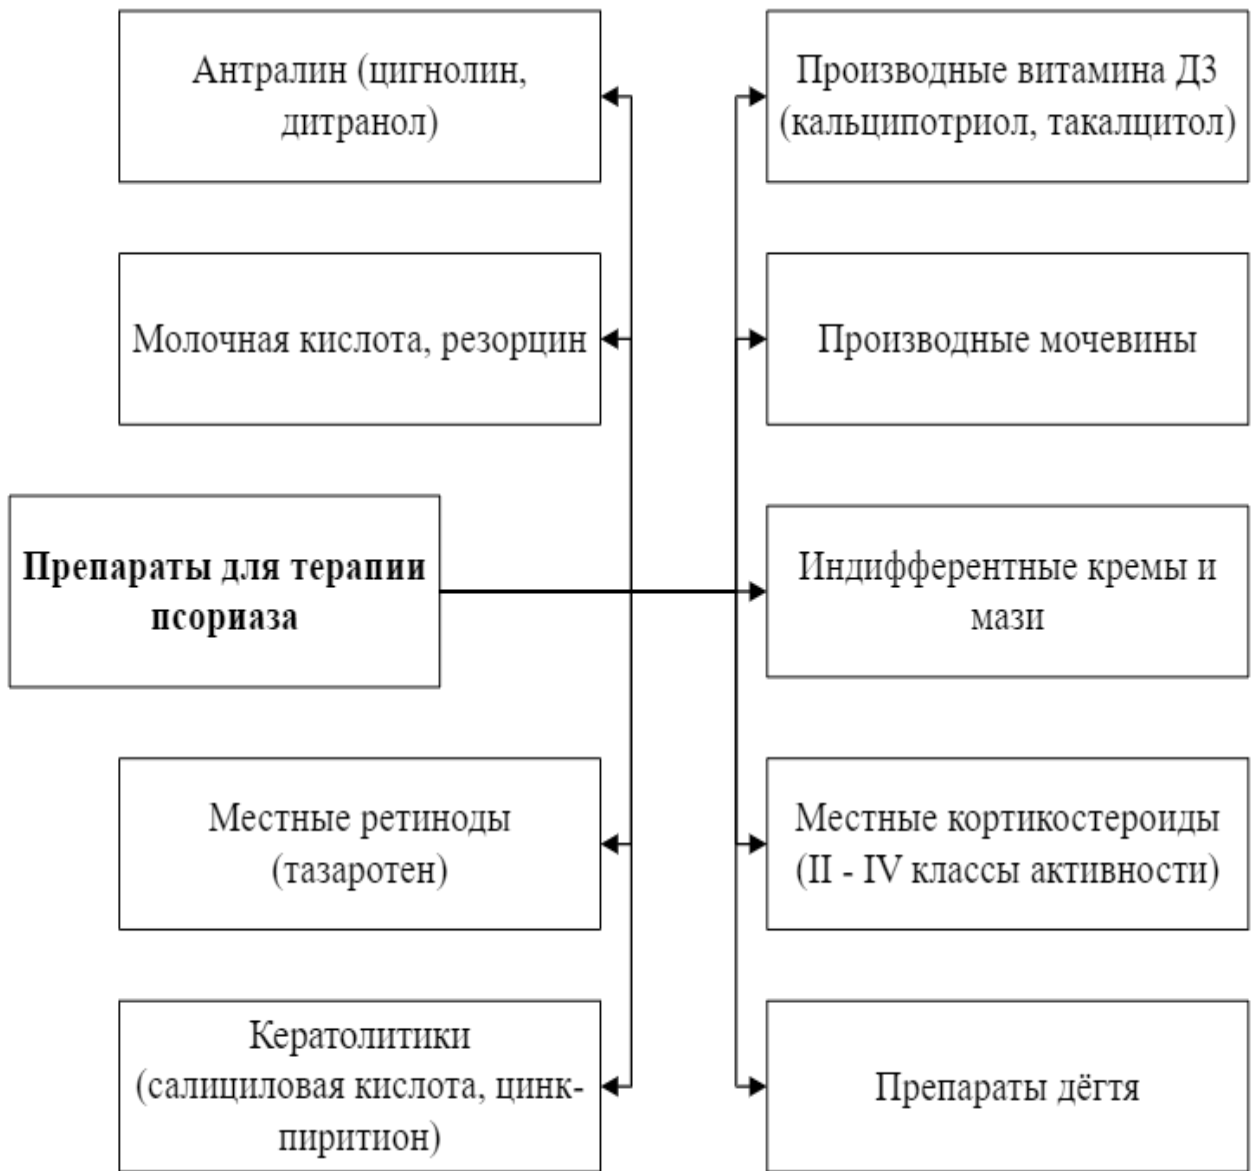 Антралин (цигнолин,
дитранол)
Производные витамина Д3
(кальципотриол, такалцитол)
Молочная кислота, резорцин
Производные мочевины
Препараты для терапии
псориаза
Индифферентные кремы и
мази
Местные ретиноды
(тазаротен)
Местные кортикостероиды
(II - IV классы активности)
Кератолитики
(салициловая кислота, цинк-
пиритион)
Препараты дёгтя